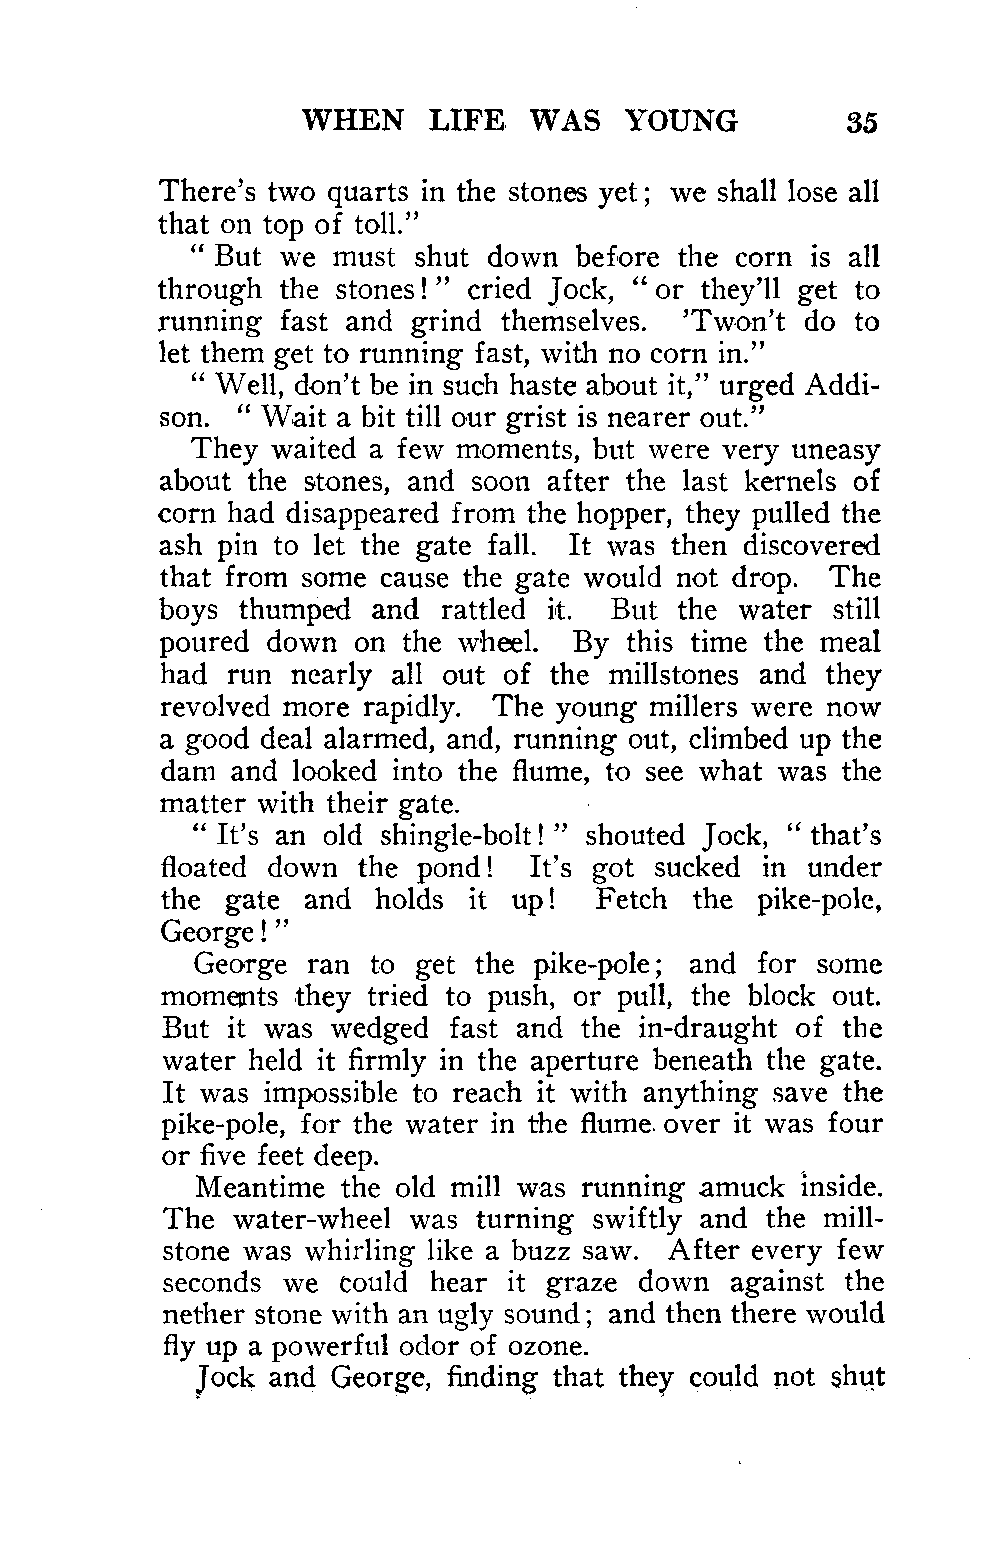 WHEN LIFE WAS YOUNG 35
There's two quarts in the stones yet; we shall lose all
that on top of toll."
"But we must shut down before the corn is all
through the stones!" cried Jock, "or they'll get to
running fast and grind themselves. 'Twon't do to
let them get to running fast, with no corn in."
"Well, don't be in such haste about it," urged Addi-
son. "Wait a bit till our grist is nearer out."
They waited a few moments, but were very uneasy
about the stones, and soon after the last kernels of
corn had disappeared from the hopper, they pulled the
ash pin to let the gate fall. It was then discovered
that from some cause the gate would not drop. The
boys thumped and rattled it. But the water still
poured down on the wheel. By this time the meal
had run nearly all out of the millstones and they
revolved more rapidly. The young millers were now
a good deal alarmed, and, running out, climbed up the
dam and looked into the flume, to see what was the
matter with their gate.
"It's an old shingle-bolt!" shouted Jock, "that's
floated down the pond! It's got sucked in under
the gate and holds it up! Fetch the pike-pole,
George!"
George ran to get the pike-pole; and for some
moments they tried to push, or pull, the block out.
But it was wedged fast and the in-draught of the
water held it firmly in the aperture beneath the gate.
It was impossible to reach it with anything save the
pike-pole, for the water in the flume over it was four
or five feet deep.
Meantime the old mill was running amuck inside.
The water-wheel was turning swiftly and the mill-
stone was whirling like a buzz saw. After every few
seconds we could hear it graze down against the
nether stone with an ugly sound; and then there would
fly up a powerful odor of ozone.
Jock and George, finding that they could not shut